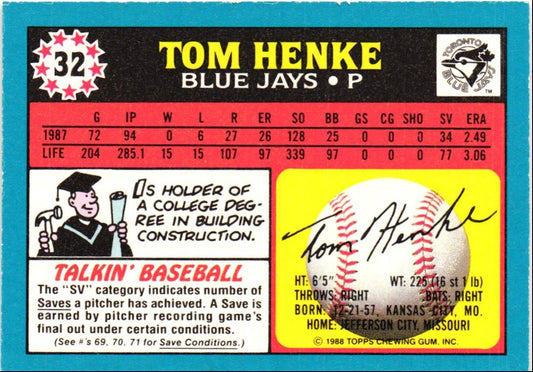 32
TOM HENKE
BLUE JAYS • P
TORONTO
BLUE JAYS
TM
G IP W L R ER SO BB GS CG SHO SV ERA
1987 72 94 0 6 27 26 128 25 0 0 0 34 2.49
LIFE 204 285.1 15 15 107 97 339 97 0 0 0 77 3.06
IS HOLDER OF
A COLLEGE DEG-
REE IN BUILDING
CONSTRUCTION.
TALKIN' BASEBALL
The "SV" category indicates number of
Saves a pitcher has achieved. A Save is
earned by pitcher recording game's
final out under certain conditions.
(See #'s 69, 70, 71 for Save Conditions.)
Tom Henke
HT: 6'5" WT: 225 (16 st 1 lb)
THROWS: RIGHT BATS: RIGHT
BORN: 12-21-57, KANSAS CITY, MO.
HOME: JEFFERSON CITY, MISSOURI
© 1988 TOPPS CHEWING GUM, INC.